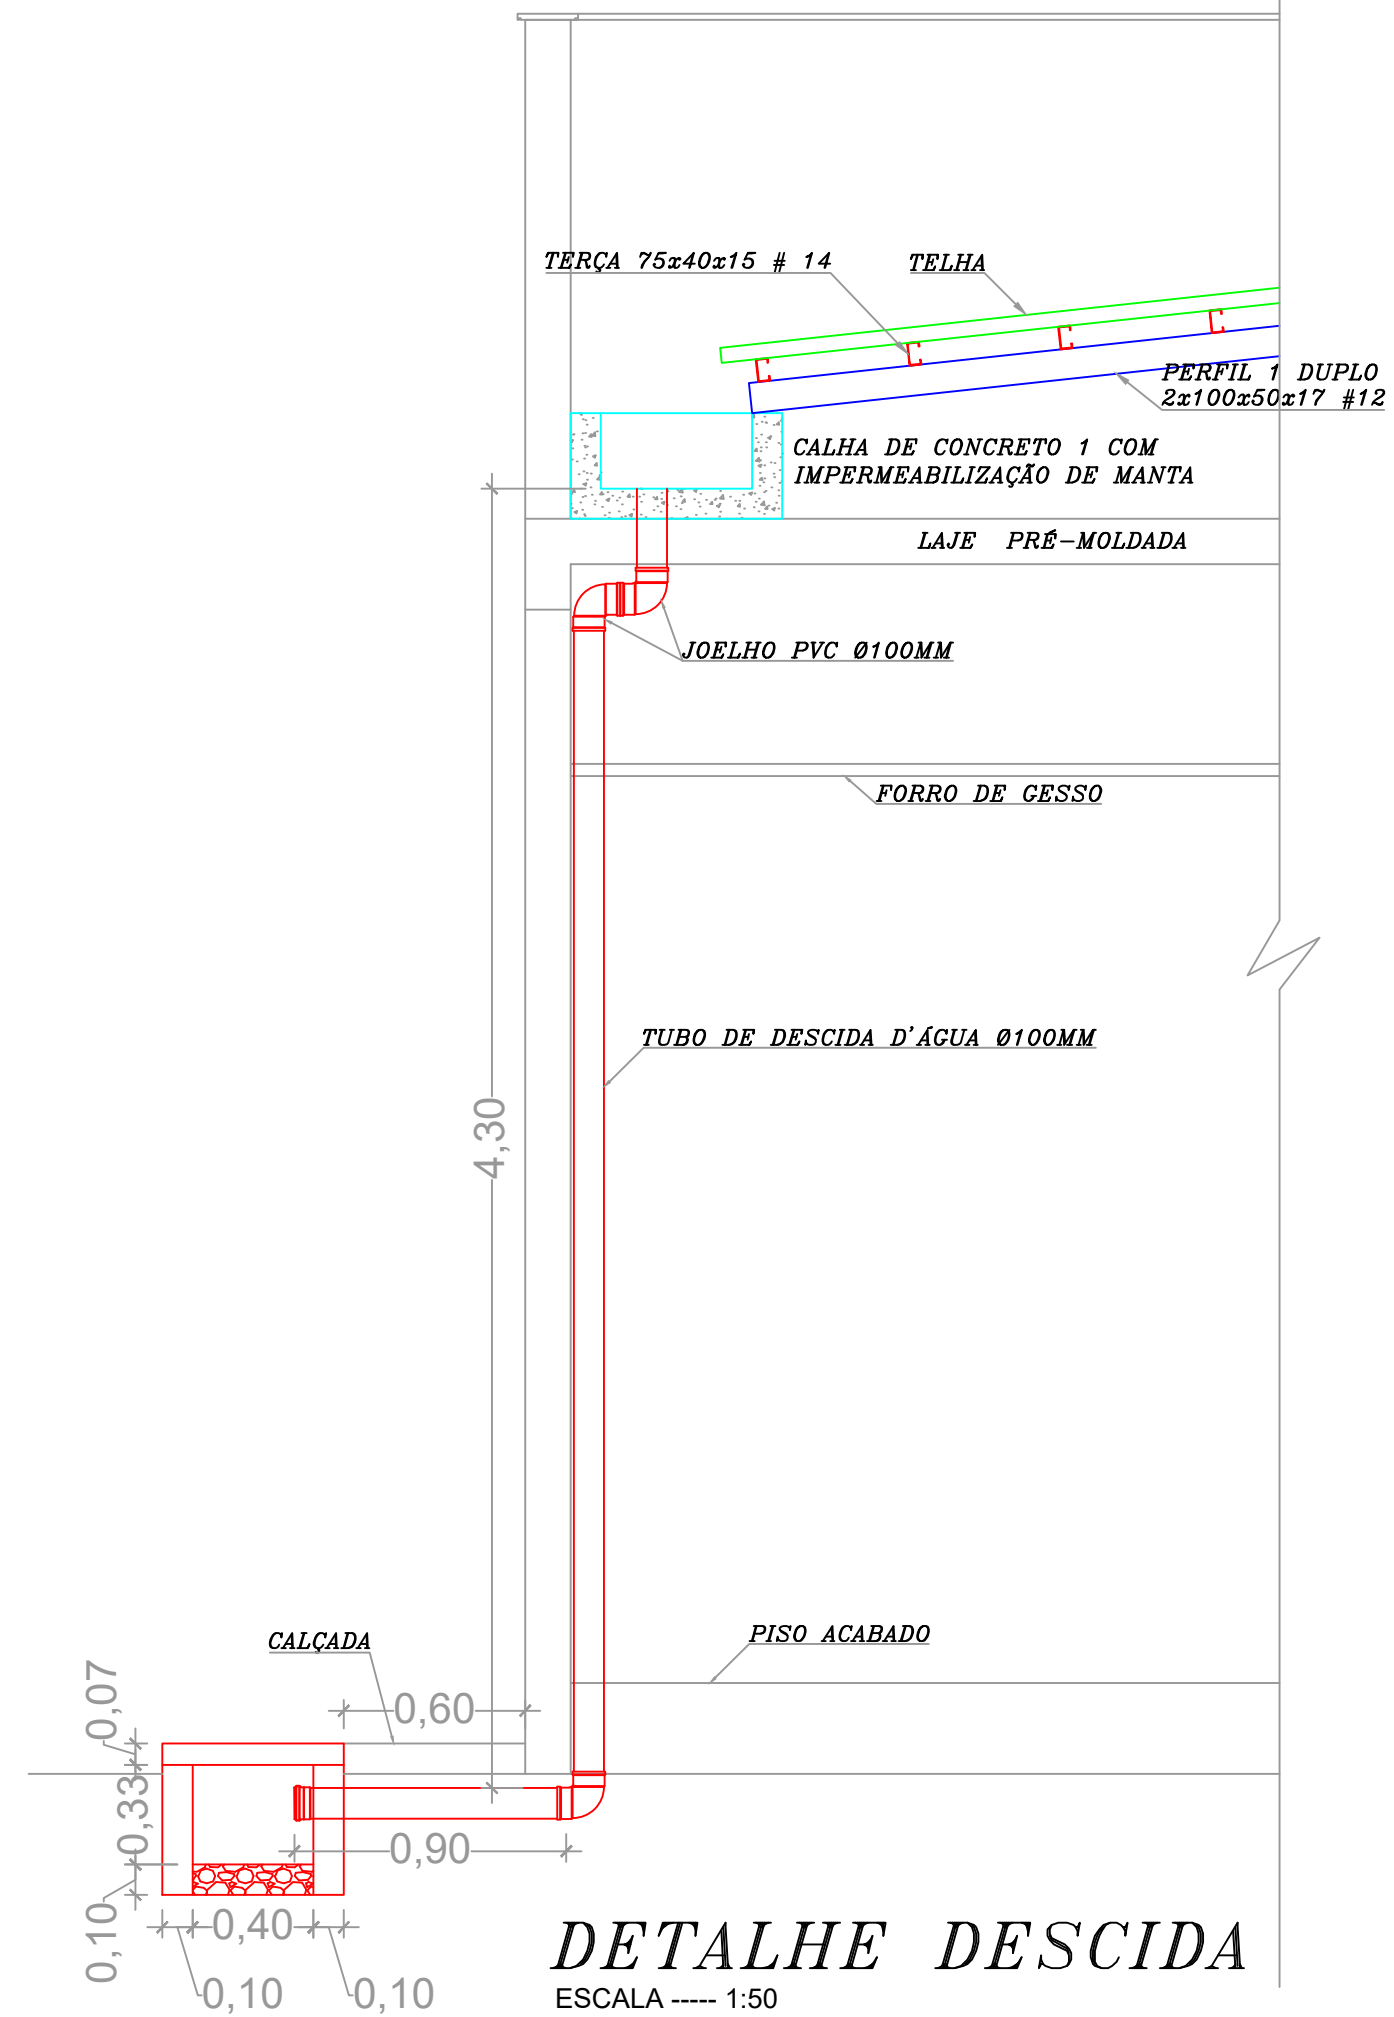 TERÇA 75x40x15 # 14
TELHA
PERFIL 1 DUPLO
2x100x50x17 #12
CALHA DE CONCRETO 1 COM
IMPERMEABILIZAÇÃO DE MANTA
LAJE PRÉ-MOLDADA
JOELHO PVC Ø100MM
FORRO DE GESSO
TUBO DE DESCIDA D'ÁGUA Ø100MM
4,30
PISO ACABADO
CALÇADA
0,07
0,60
0,33
0,90
0,10
0,40
0,10
0,10
DETALHE DESCIDA
ESCALA ----- 1:50